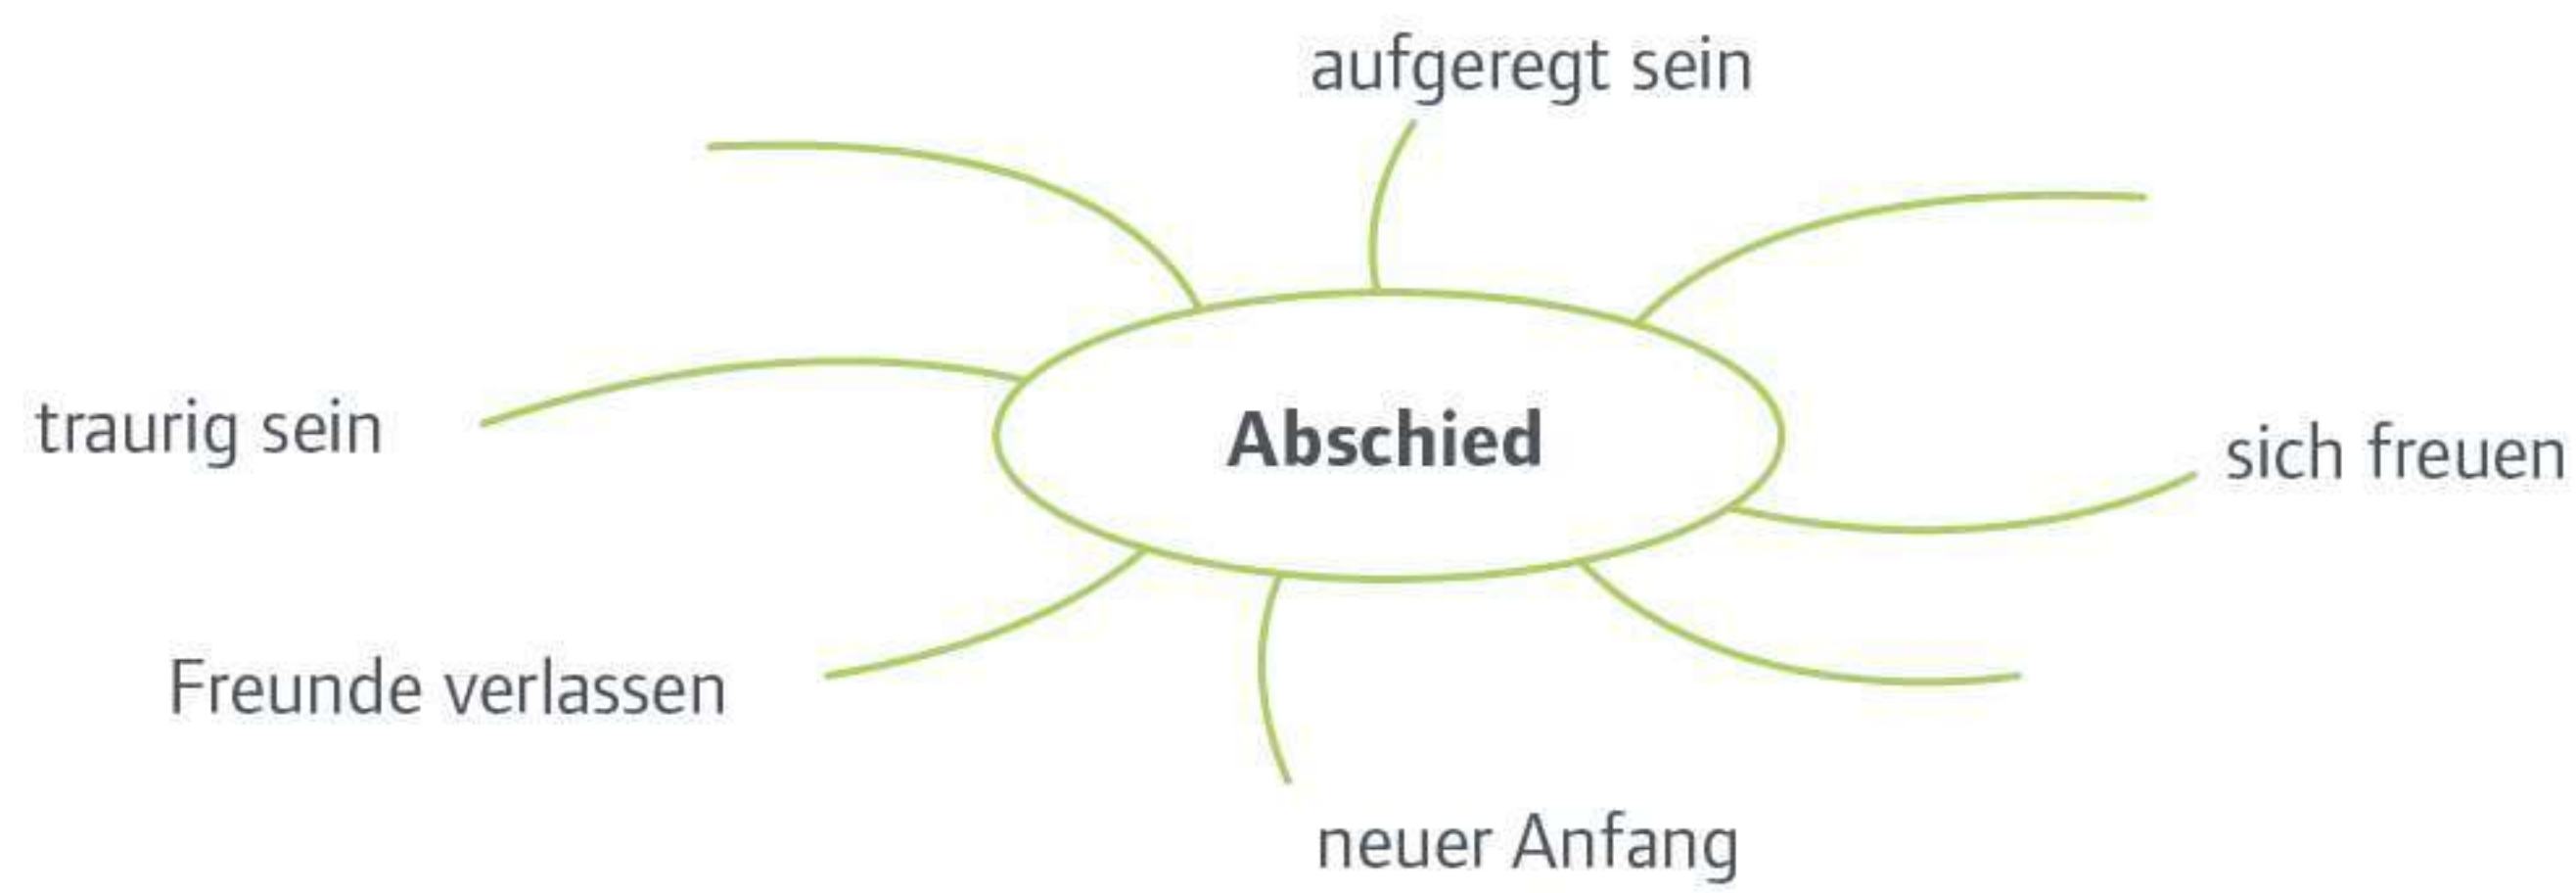 aufgeregt sein
traurig sein
Abschied
sich freuen
Freunde verlassen
neuer Anfang